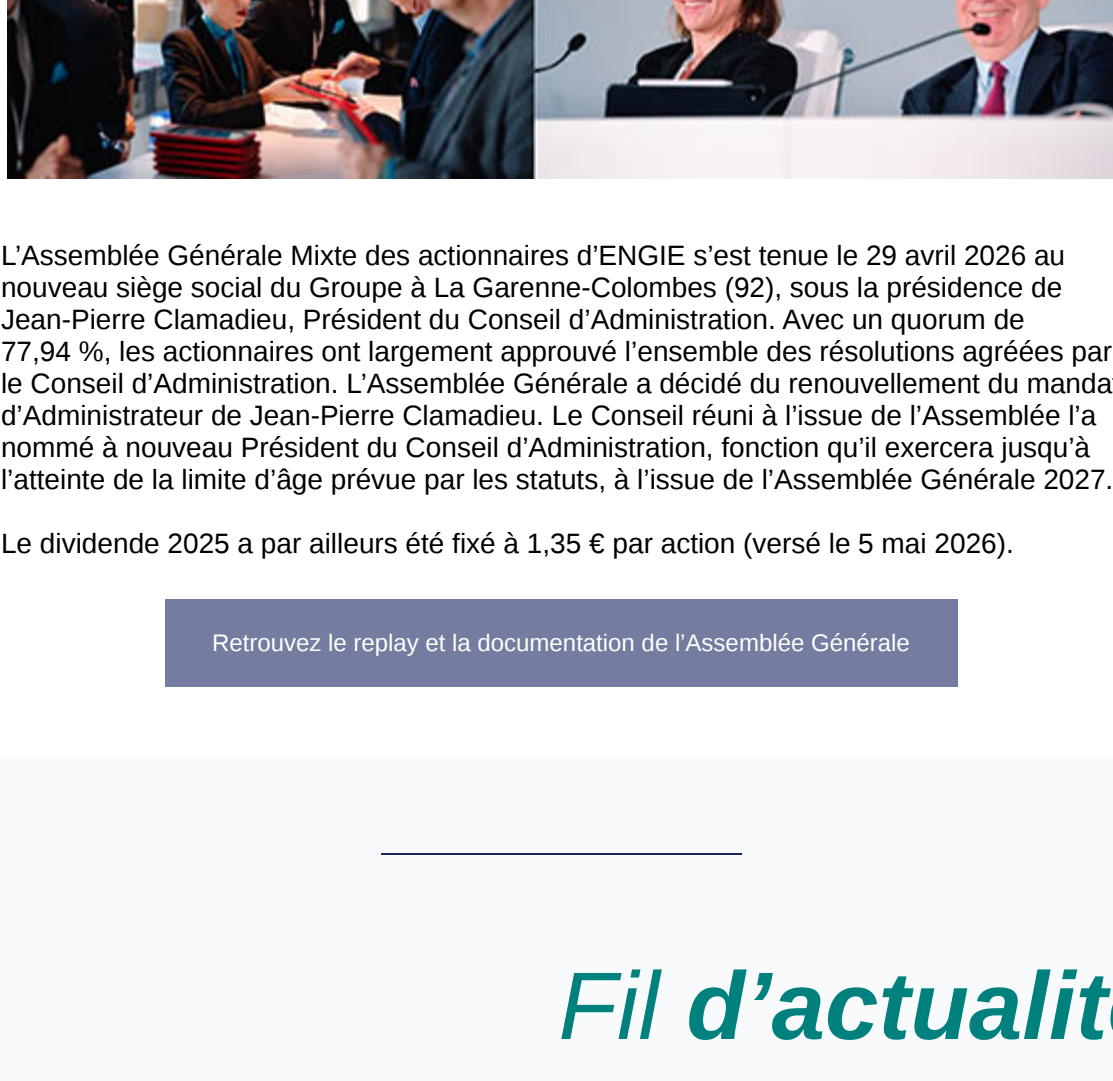 L’Assemblée Générale Mixte des actionnaires d’ENGIE s’est tenue le 29 avril 2026 au
nouveau siège social du Groupe à La Garenne-Colombes (92), sous la présidence de
Jean-Pierre Clamadieu, Président du Conseil d’Administration. Avec un quorum de
77,94 %, les actionnaires ont largement approuvé l’ensemble des résolutions agréées par
le Conseil d’Administration. L’Assemblée Générale a décidé du renouvellement du mandat
d’Administrateur de Jean-Pierre Clamadieu. Le Conseil réuni à l’issue de l’Assemblée l’a
nommé à nouveau Président du Conseil d’Administration, fonction qu’il exercera jusqu’à
l’atteinte de la limite d’âge prévue par les statuts, à l’issue de l’Assemblée Générale 2027.
Le dividende 2025 a par ailleurs été fixé à 1,35 € par action (versé le 5 mai 2026).
Retrouvez le replay et la documentation de l’Assemblée Générale
Fil d’actualité